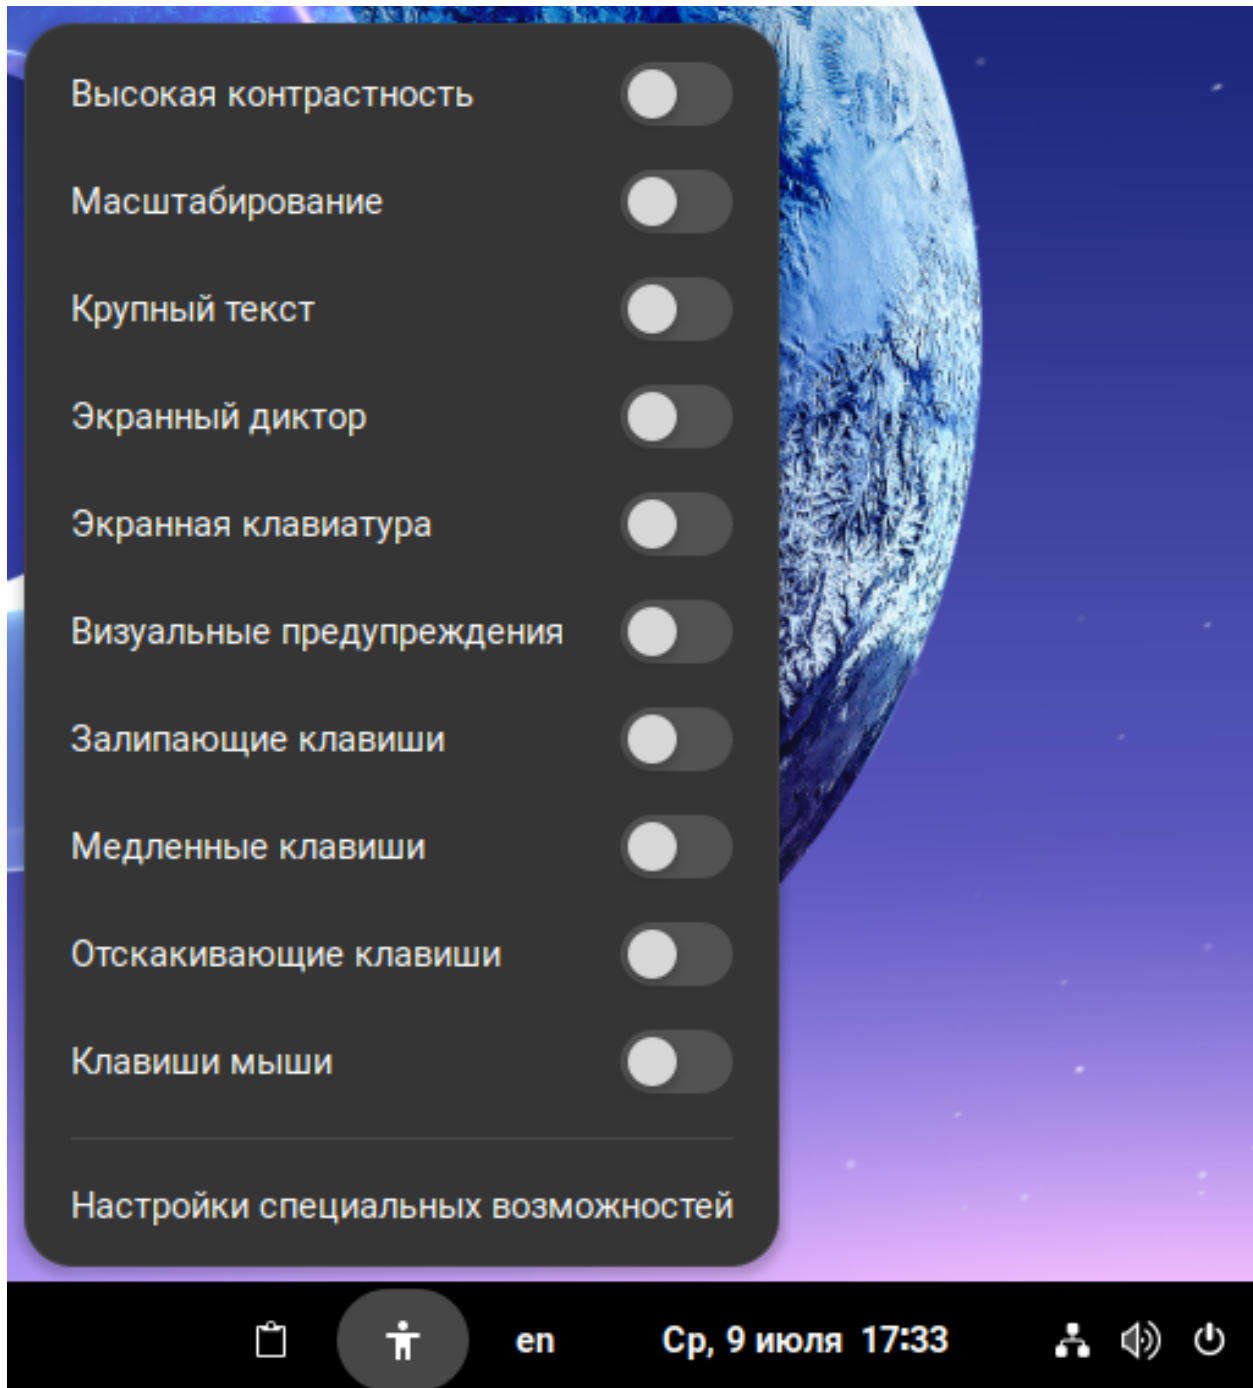 Высокая контрастность
Масштабирование
Крупный текст
Экранный диктор
Экранная клавиатура
Визуальные предупреждения
Залипающие клавиши
Медленные клавиши
Отскакивающие клавиши
Клавиши мыши
Настройки специальных возможностей
en Ср, 9 июля 17:33